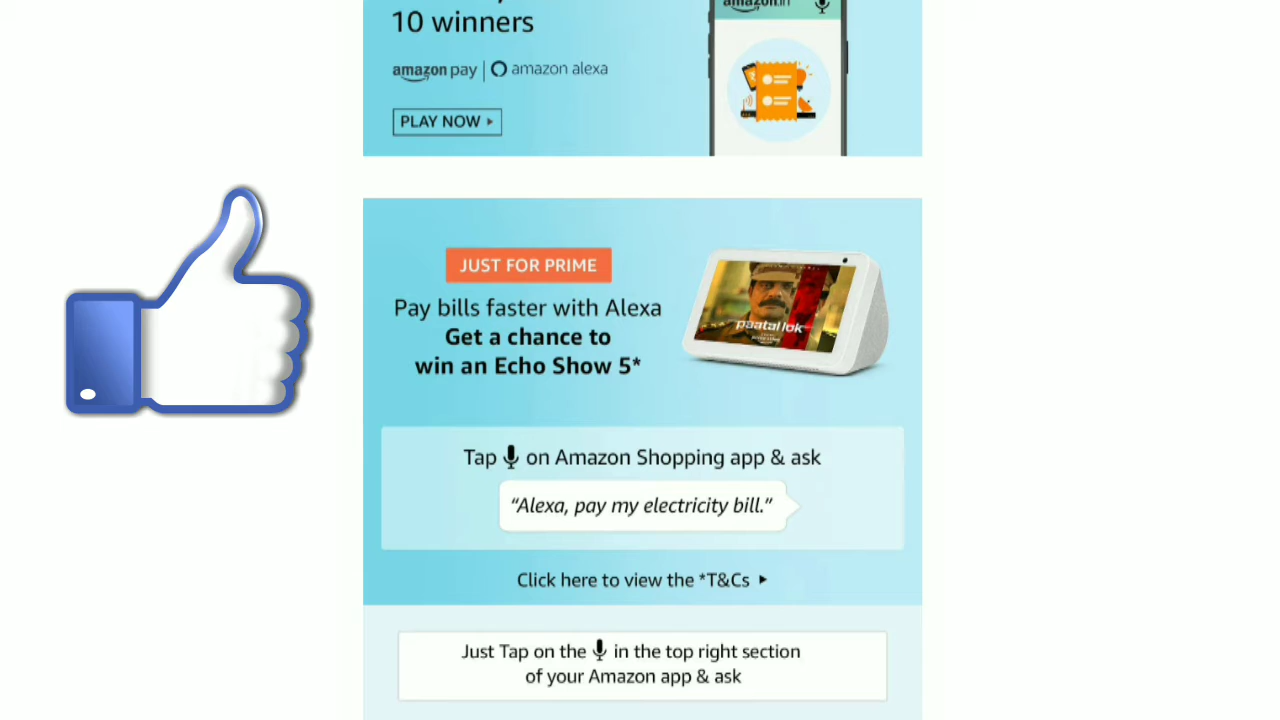 10 winners
amazon pay | amazon alexa
PLAY NOW
amazon.in
JUST FOR PRIME
Pay bills faster with Alexa
Get a chance to
win an Echo Show 5*
paatal lok
Tap on Amazon Shopping app & ask
“Alexa, pay my electricity bill.”
Click here to view the *T&Cs
Just Tap on the in the top right section
of your Amazon app & ask